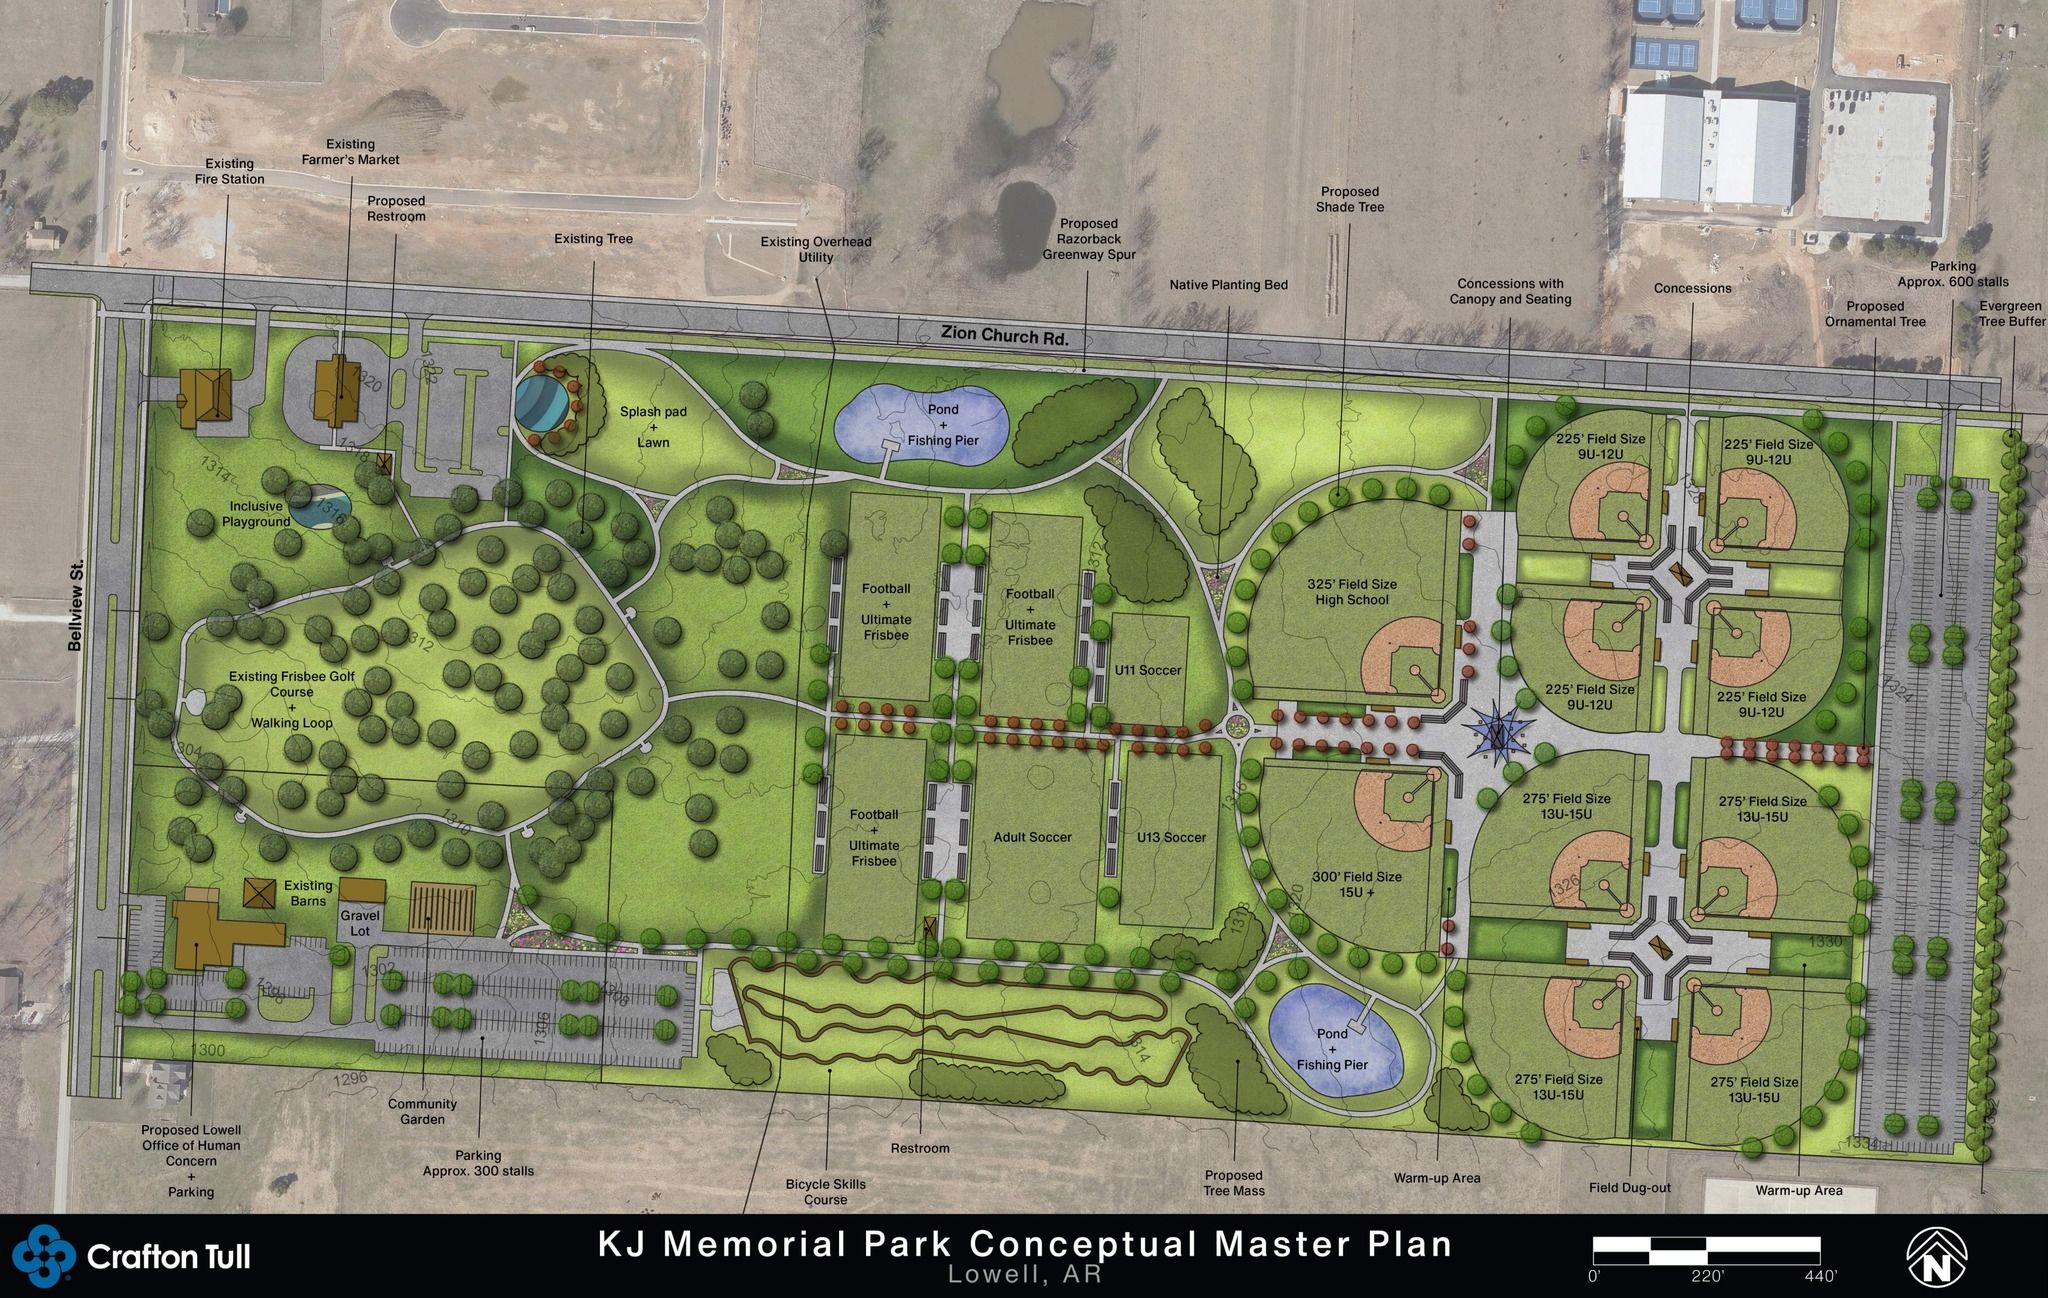 Existing
Fire Station
Existing
Farmer's Market
Proposed
Restroom
Existing Tree
Existing Overhead
Utility
Proposed
Razorback
Greenway Spur
Native Planting Bed
Proposed
Shade Tree
Concessions with
Canopy and Seating
Concessions
Parking
Approx. 600 stalls
Proposed
Ornamental Tree
Evergreen
Tree Buffer
Zion Church Rd.
Bellview St.
1320
1322
1318
1314
1316
1312
1304
1310
1312
1316
1318
1320
1324
1326
1330
1334
1332
1302
1306
1308
1300
1296
1314
Splash pad
+
Lawn
Pond
+
Fishing Pier
Inclusive
Playground
225' Field Size
9U-12U
225' Field Size
9U-12U
325' Field Size
High School
Football
+
Ultimate
Frisbee
Football
+
Ultimate
Frisbee
U11 Soccer
225' Field Size
9U-12U
225' Field Size
9U-12U
Existing Frisbee Golf
Course
+
Walking Loop
275' Field Size
13U-15U
275' Field Size
13U-15U
Football
+
Ultimate
Frisbee
Adult Soccer
U13 Soccer
300' Field Size
15U +
Existing
Barns
Gravel
Lot
Pond
+
Fishing Pier
275' Field Size
13U-15U
275' Field Size
13U-15U
Proposed Lowell
Office of Human
Concern
+
Parking
Community
Garden
Parking
Approx. 300 stalls
Bicycle Skills
Course
Restroom
Proposed
Tree Mass
Warm-up Area
Field Dug-out
Warm-up Area
Crafton Tull
KJ Memorial Park Conceptual Master Plan
Lowell, AR
0' 220' 440'
N